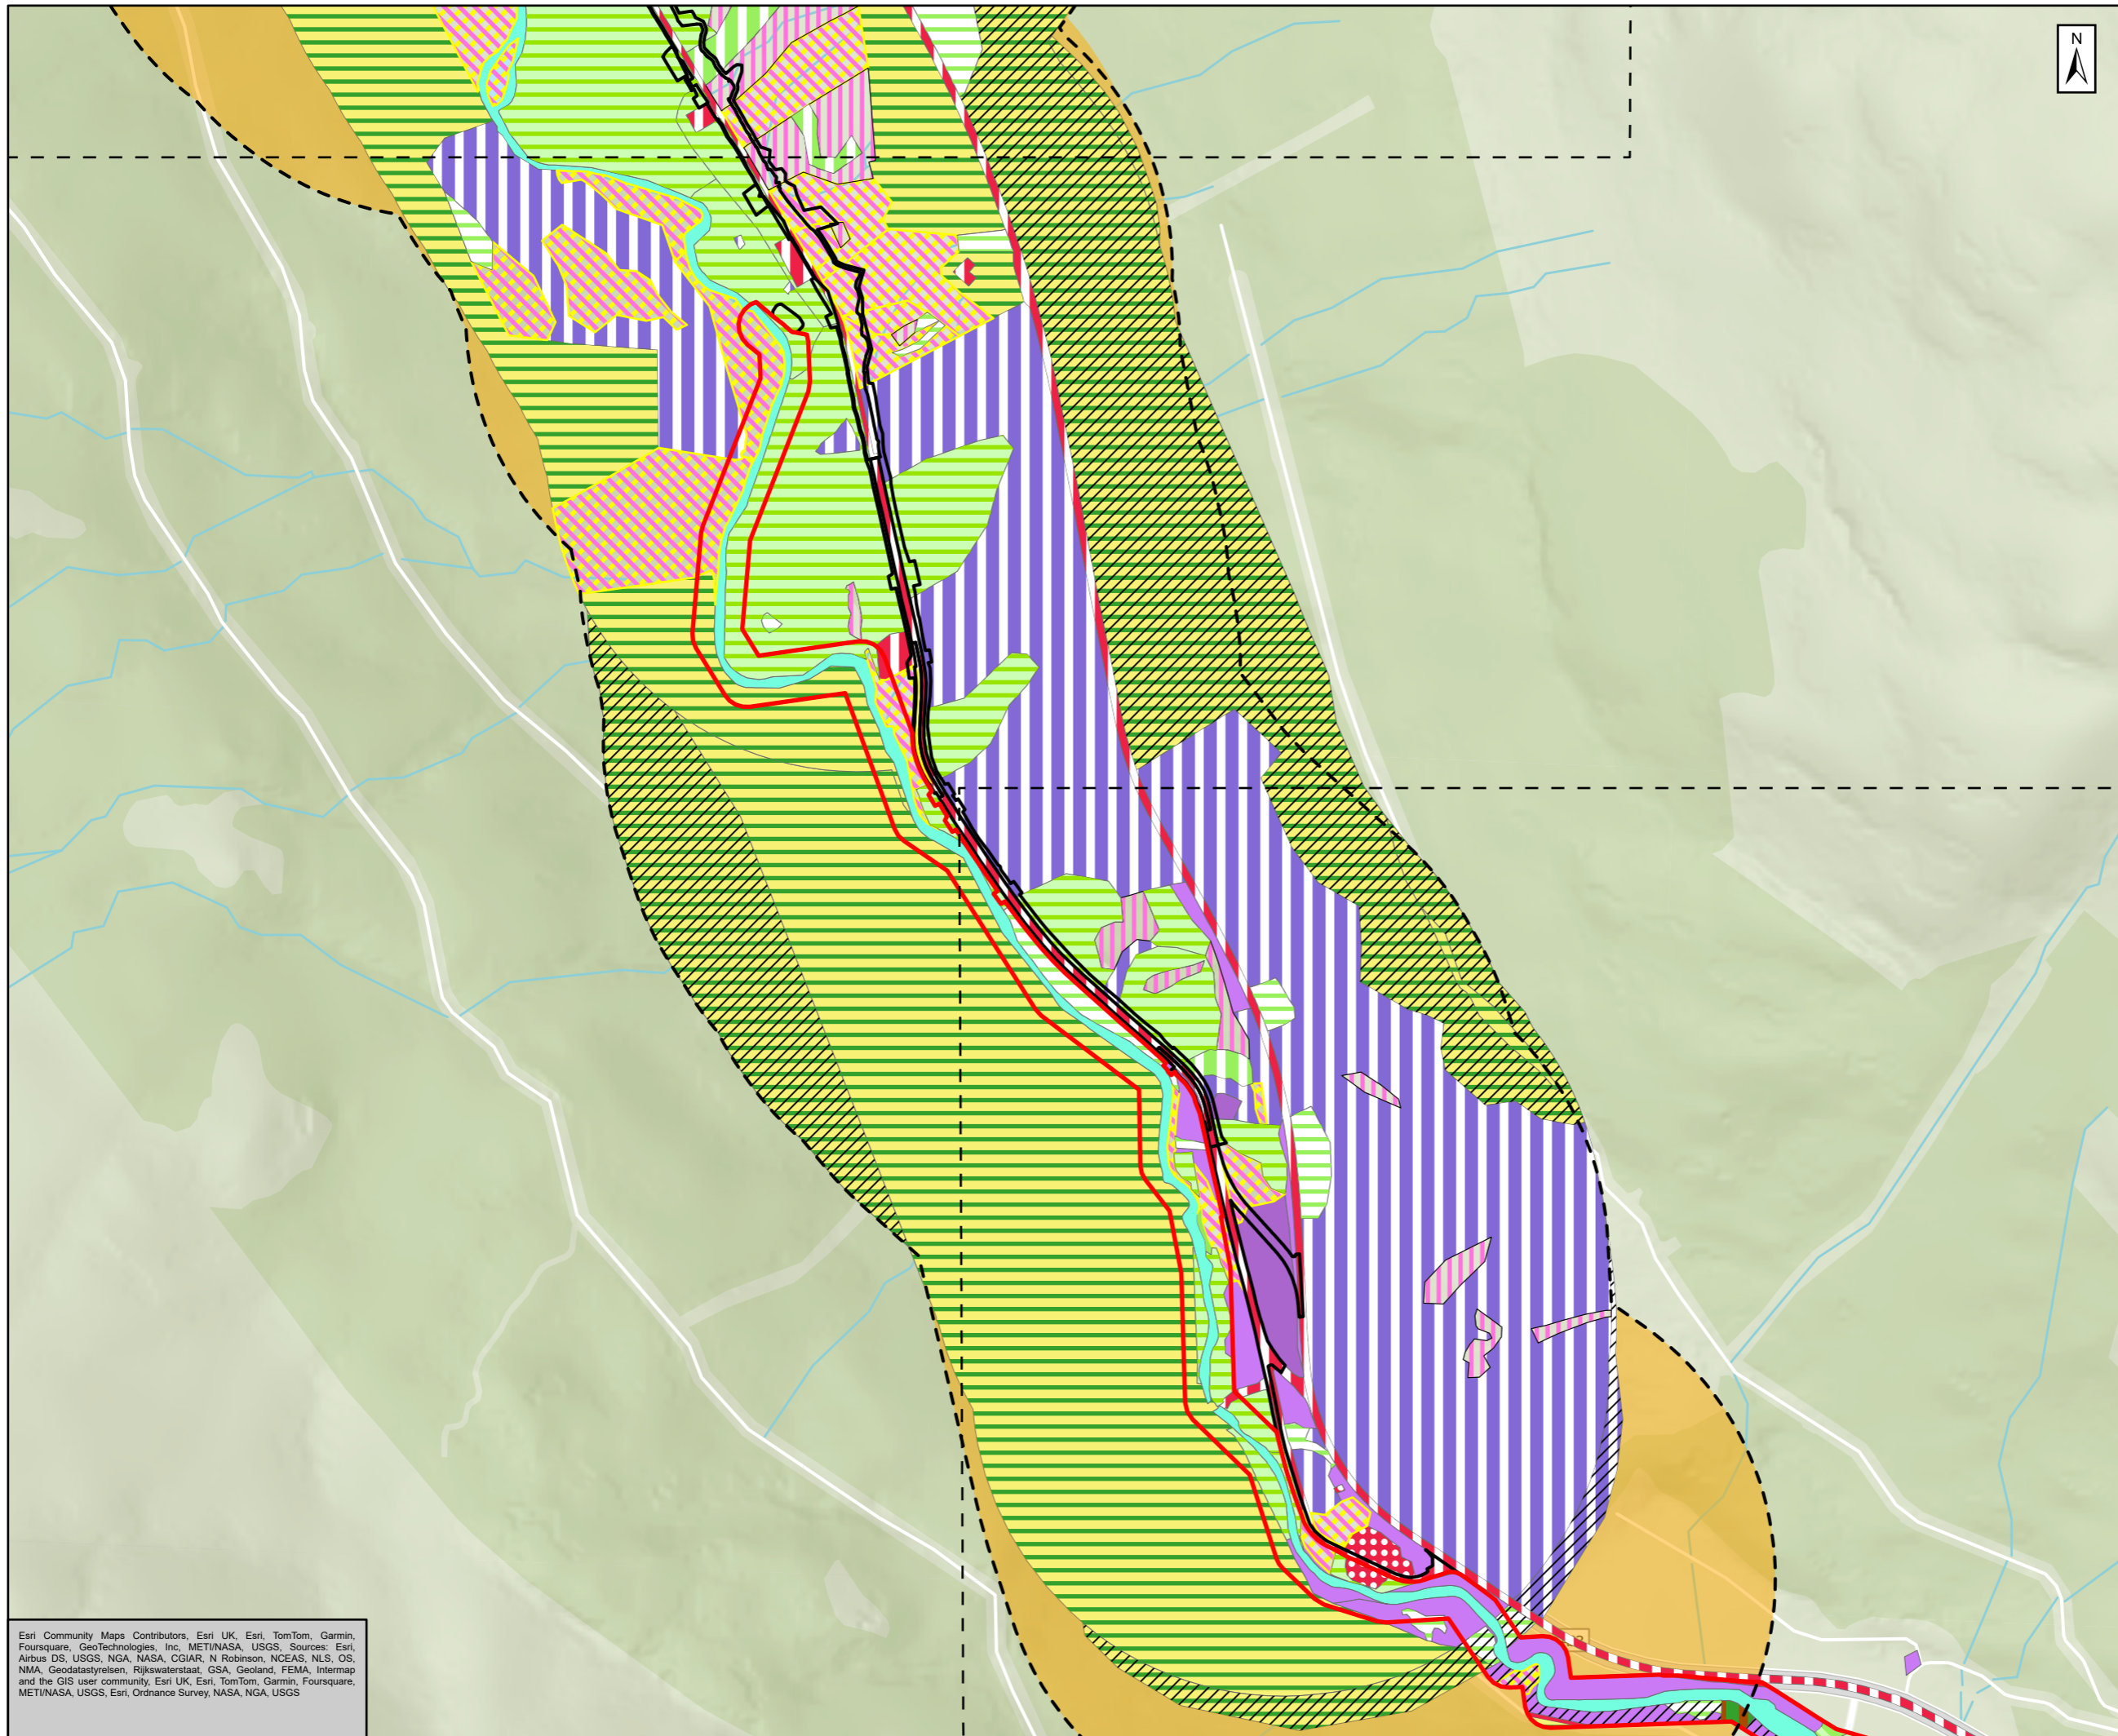 N
Esri Community Maps Contributors, Esri UK, Esri, TomTom, Garmin,
Foursquare, GeoTechnologies, Inc, METI/NASA, USGS, Sources: Esri,
Airbus DS, USGS, NGA, NASA, CGIAR, N Robinson, NCEAS, NLS, OS,
NMA, Geodatastyrelsen, Rijkswaterstaat, GSA, Geoland, FEMA, Intermap
and the GIS user community, Esri UK, Esri, TomTom, Garmin, Foursquare,
METI/NASA, USGS, Esri, Ordnance Survey, NASA, NGA, USGS